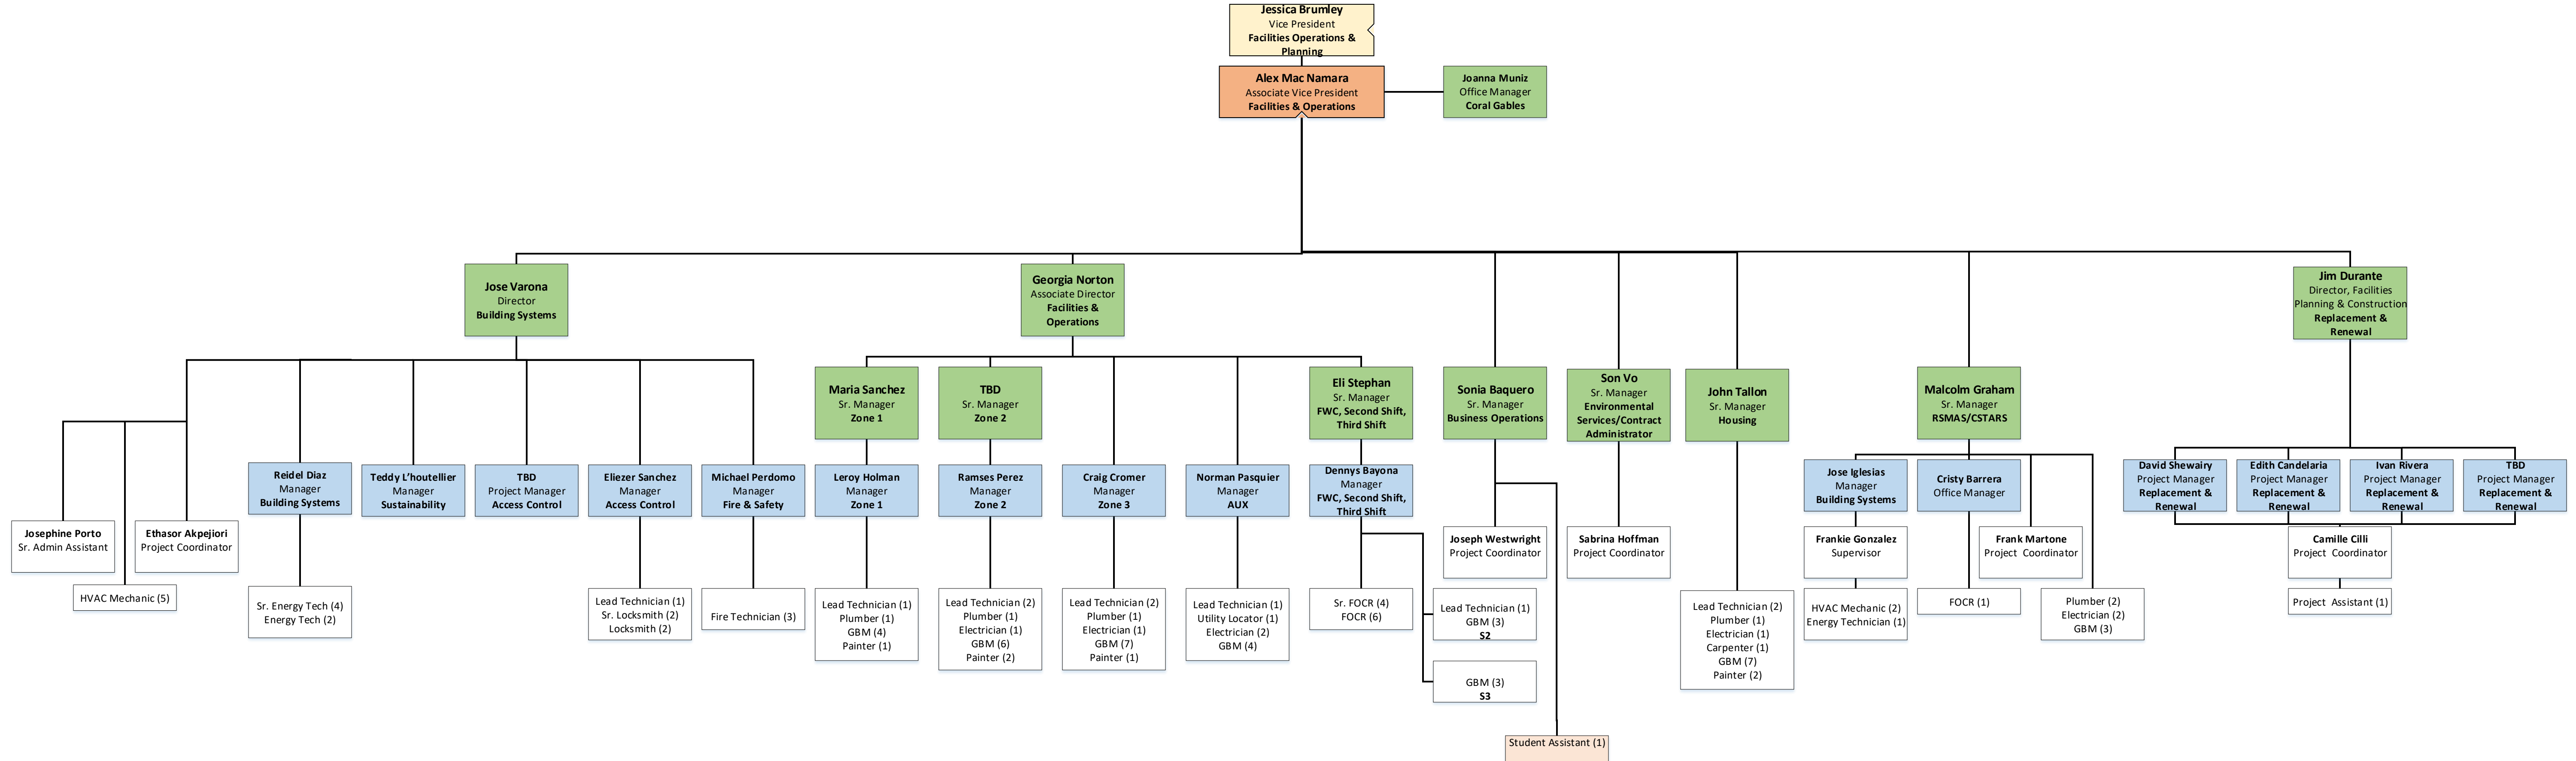 Jessica Brumley
Vice President
Facilities Operations &
Planning
Alex Mac Namara
Associate Vice President
Facilities & Operations
Joanna Muniz
Office Manager
Coral Gables
Jose Varona
Director
Building Systems
Georgia Norton
Associate Director
Facilities &
Operations
Jim Durante
Director, Facilities
Planning & Construction
Replacement &
Renewal
Maria Sanchez
Sr. Manager
Zone 1
TBD
Sr. Manager
Zone 2
Eli Stephan
Sr. Manager
FWC, Second Shift,
Third Shift
Sonia Baquero
Sr. Manager
Business Operations
Son Vo
Sr. Manager
Environmental
Services/Contract
Administrator
John Tallon
Sr. Manager
Housing
Malcolm Graham
Sr. Manager
RSMAS/CSTARS
Reidel Diaz
Manager
Building Systems
Teddy L’houtellier
Manager
Sustainability
TBD
Project Manager
Access Control
Eliezer Sanchez
Manager
Access Control
Michael Perdomo
Manager
Fire & Safety
Leroy Holman
Manager
Zone 1
Ramses Perez
Manager
Zone 2
Craig Cromer
Manager
Zone 3
Norman Pasquier
Manager
AUX
Dennys Bayona
Manager
FWC, Second Shift,
Third Shift
Jose Iglesias
Manager
Building Systems
Cristy Barrera
Office Manager
David Shewairy
Project Manager
Replacement &
Renewal
Edith Candelaria
Project Manager
Replacement &
Renewal
Ivan Rivera
Project Manager
Replacement &
Renewal
TBD
Project Manager
Replacement &
Renewal
Josephine Porto
Sr. Admin Assistant
Ethasor Akpejiori
Project Coordinator
Joseph Westwright
Project Coordinator
Sabrina Hoffman
Project Coordinator
Frankie Gonzalez
Supervisor
Frank Martone
Project Coordinator
Camille Cilli
Project Coordinator
HVAC Mechanic (5)
Sr. Energy Tech (4)
Energy Tech (2)
Lead Technician (1)
Sr. Locksmith (2)
Locksmith (2)
Fire Technician (3)
Lead Technician (1)
Plumber (1)
GBM (4)
Painter (1)
Lead Technician (2)
Plumber (1)
Electrician (1)
GBM (6)
Painter (2)
Lead Technician (2)
Plumber (1)
Electrician (1)
GBM (7)
Painter (1)
Lead Technician (1)
Utility Locator (1)
Electrician (2)
GBM (4)
Sr. FOCR (4)
FOCR (6)
Lead Technician (1)
GBM (3)
S2
GBM (3)
S3
Lead Technician (2)
Plumber (1)
Electrician (1)
Carpenter (1)
GBM (7)
Painter (2)
HVAC Mechanic (2)
Energy Technician (1)
FOCR (1)
Plumber (2)
Electrician (2)
GBM (3)
Project Assistant (1)
Student Assistant (1)